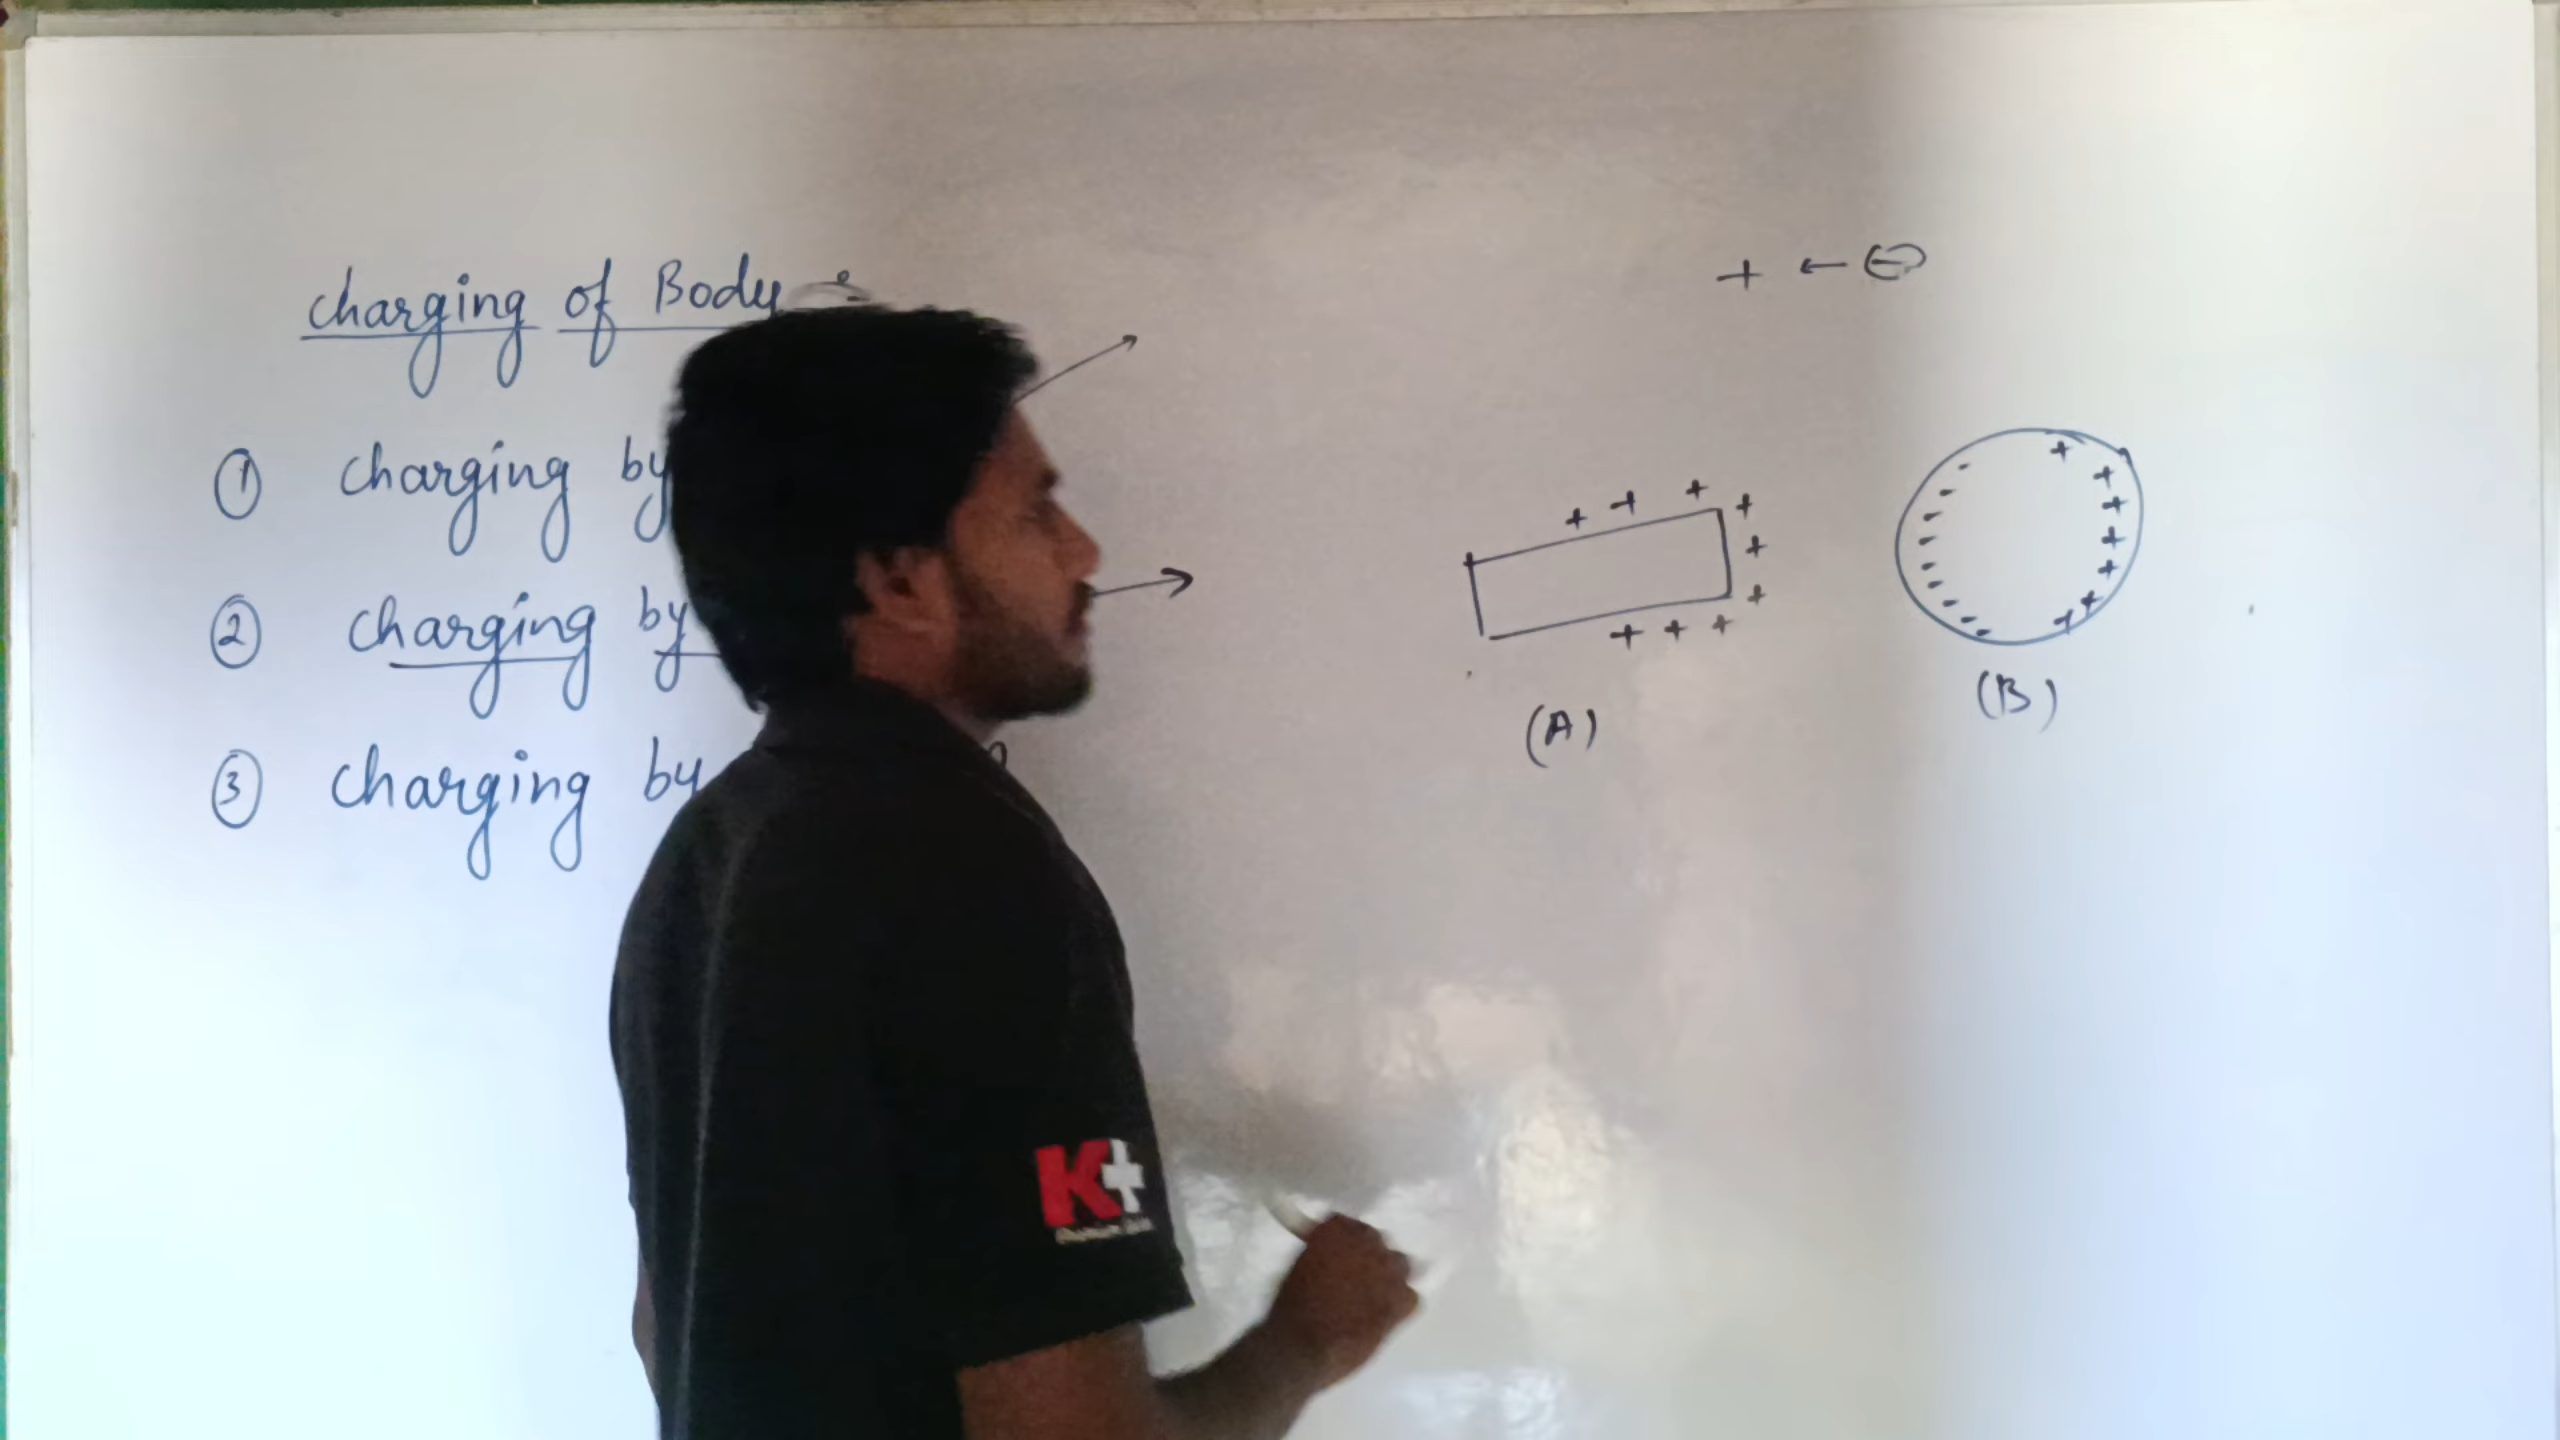 Charging of Body :
① Charging by
② Charging by
③ Charging by
+ ← ⊖
+ + + +
+
+
+
+ + +
(A)
- - - - - - - - -
+ + + + + + +
(B)
K+